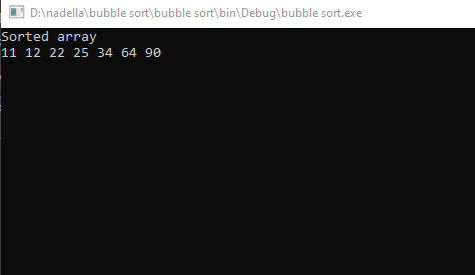 D:\nadella\bubble sort\bubble sort\bin\Debug\bubble sort.exe
Sorted array
11 12 22 25 34 64 90